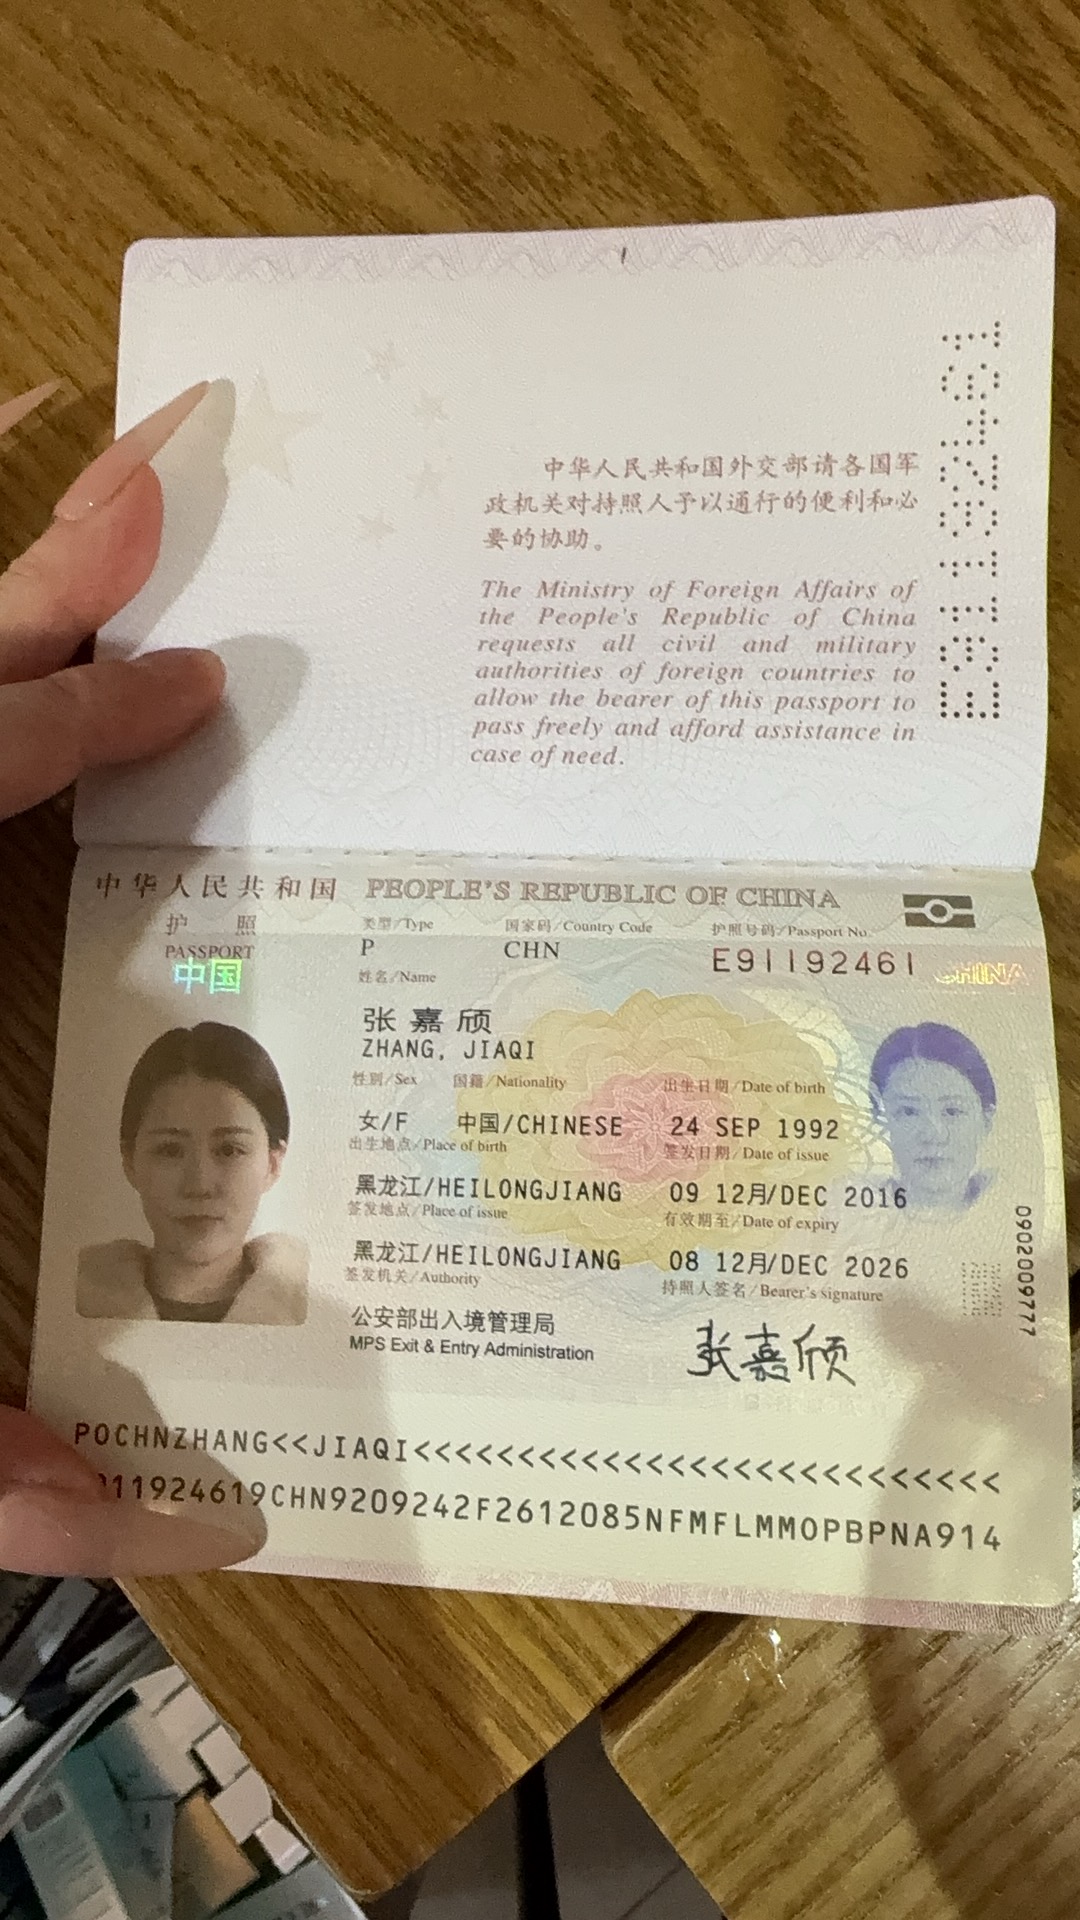 E91192461
中华人民共和国外交部请各国军
政机关对持照人予以通行的便利和必
要的协助。
The Ministry of Foreign Affairs of
the People's Republic of China
requests all civil and military
authorities of foreign countries to
allow the bearer of this passport to
pass freely and afford assistance in
case of need.
中华人民共和国 PEOPLE'S REPUBLIC OF CHINA
护 照 类型/Type 国家码/Country Code 护照号码/Passport No.
PASSPORT P CHN E91192461
中国 CHINA
姓名/Name
张嘉颀
ZHANG, JIAQI
性别/Sex 国籍/Nationality 出生日期/Date of birth
女/F 中国/CHINESE 24 SEP 1992
出生地点/Place of birth 签发日期/Date of issue
黑龙江/HEILONGJIANG 09 12月/DEC 2016
签发地点/Place of issue 有效期至/Date of expiry
黑龙江/HEILONGJIANG 08 12月/DEC 2026
签发机关/Authority 持照人签名/Bearer's signature
公安部出入境管理局
MPS Exit & Entry Administration
张嘉颀
0902009777
POCHNZHANG<<JIAQI<<<<<<<<<<<<<<<<<<<<<<<<<<<
11924619CHN9209242F2612085NFMFLMMOPBPNA914